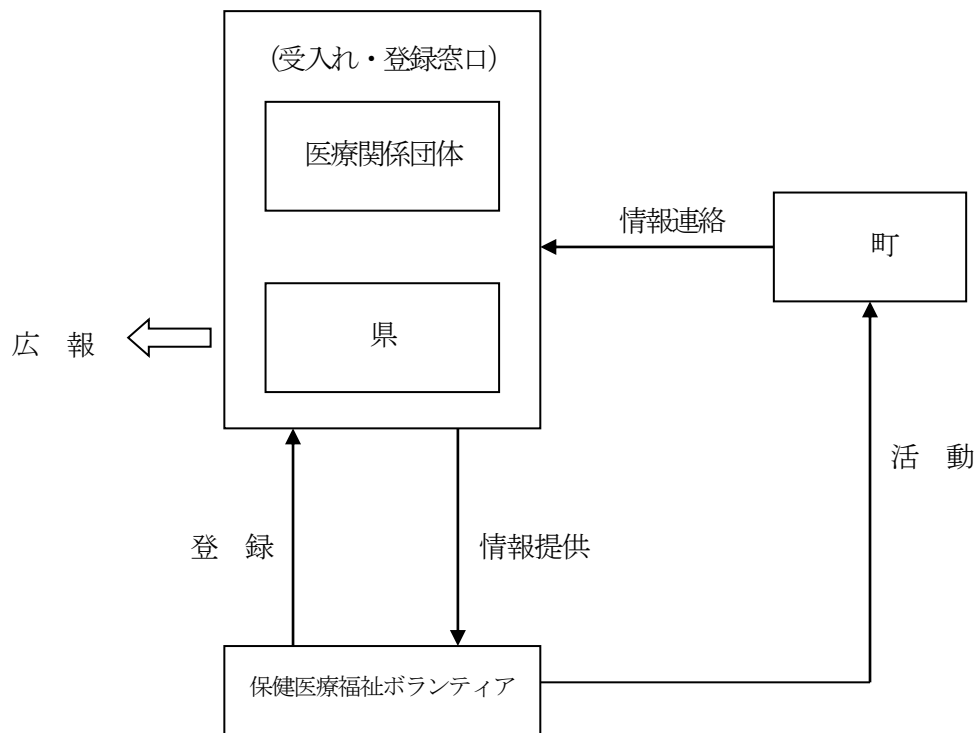 (受入れ・登録窓口)
医療関係団体
情報連絡
町
県
広　報
活　動
登　録
情報提供
保健医療福祉ボランティア